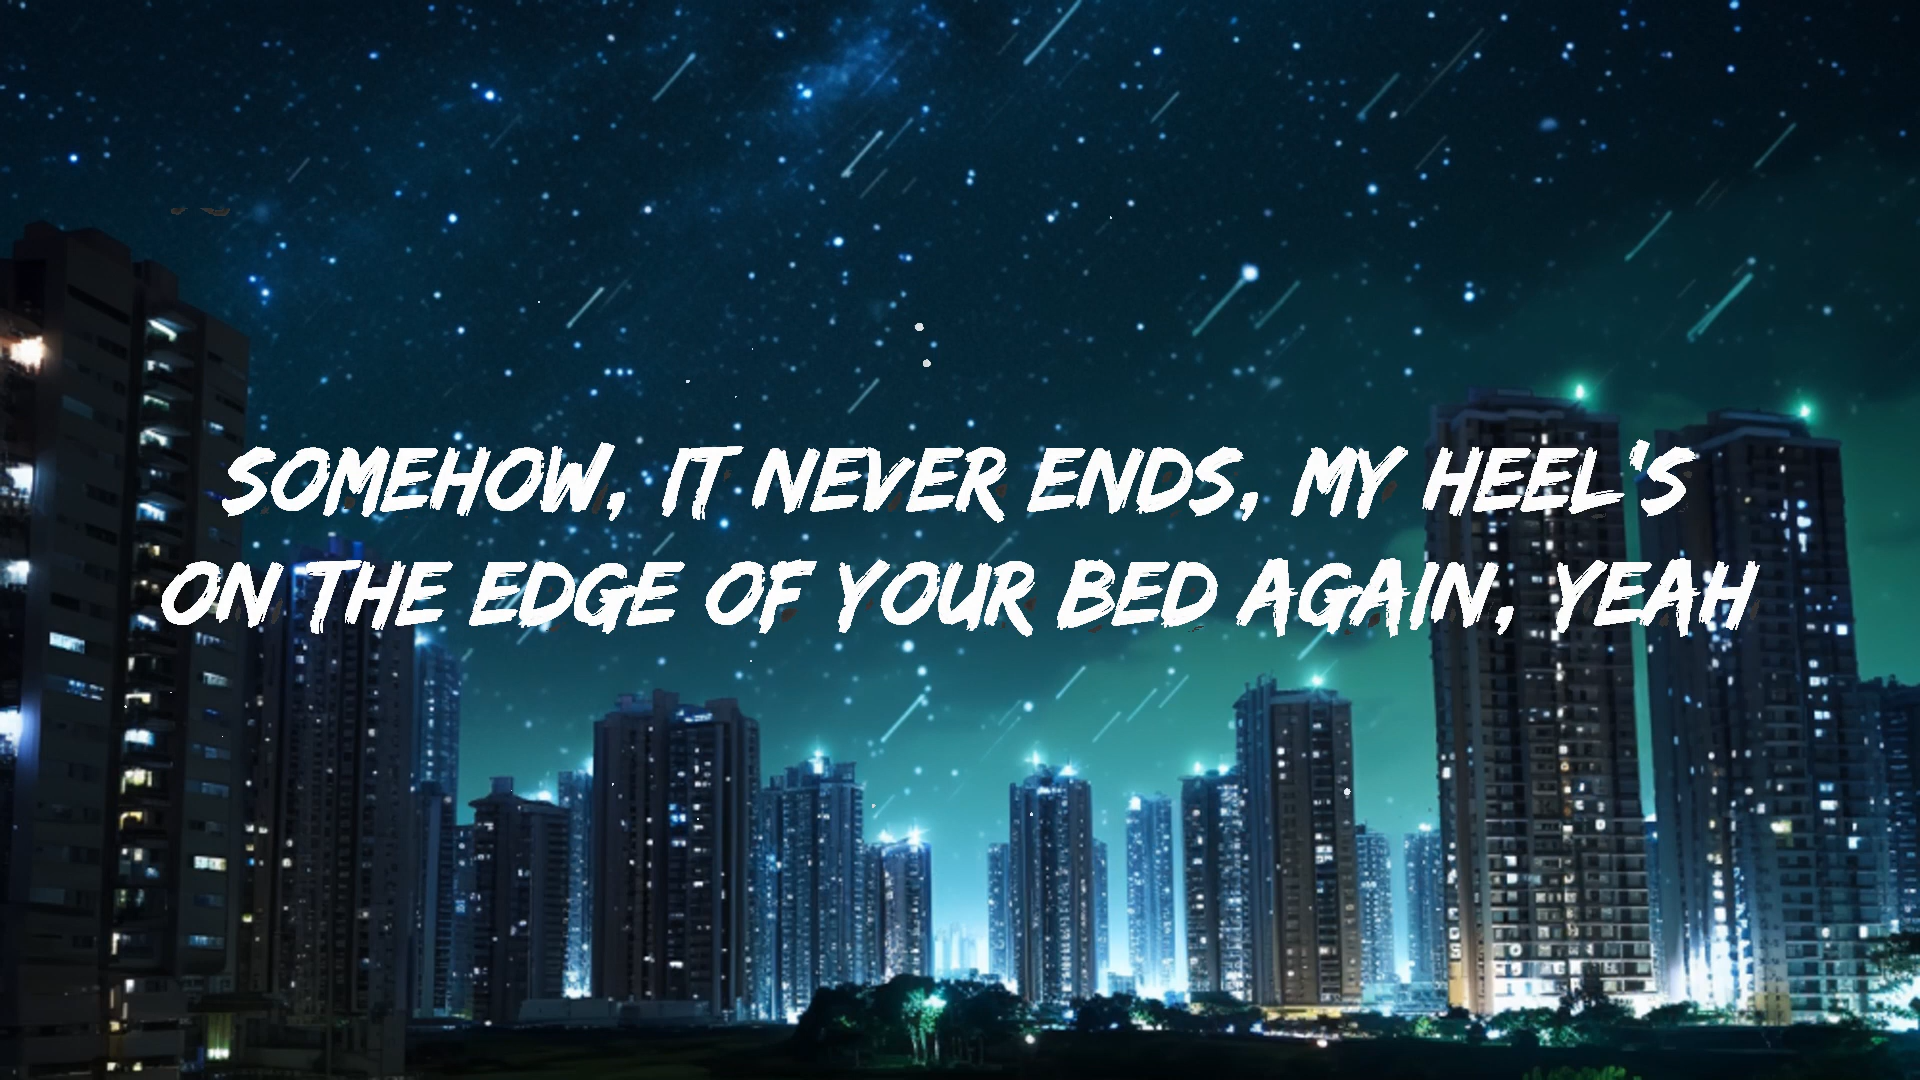 SOMEHOW, IT NEVER ENDS, MY HEEL'S
ON THE EDGE OF YOUR BED AGAIN, YEAH